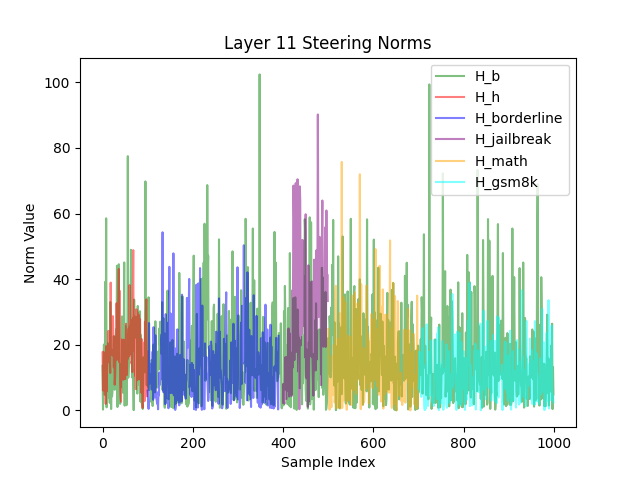 Layer 11 Steering Norms
H_b
H_h
H_borderline
H_jailbreak
H_math
H_gsm8k
Norm Value
100
80
60
40
20
0
0 200 400 600 800 1000
Sample Index